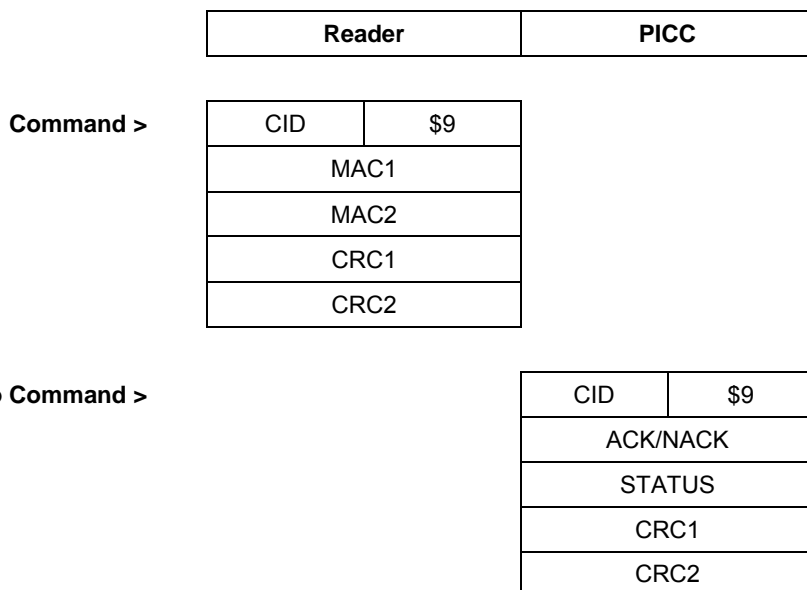 Reader PICC
Command > CID $9
MAC1
MAC2
CRC1
CRC2
Command > CID $9
ACK/NACK
STATUS
CRC1
CRC2